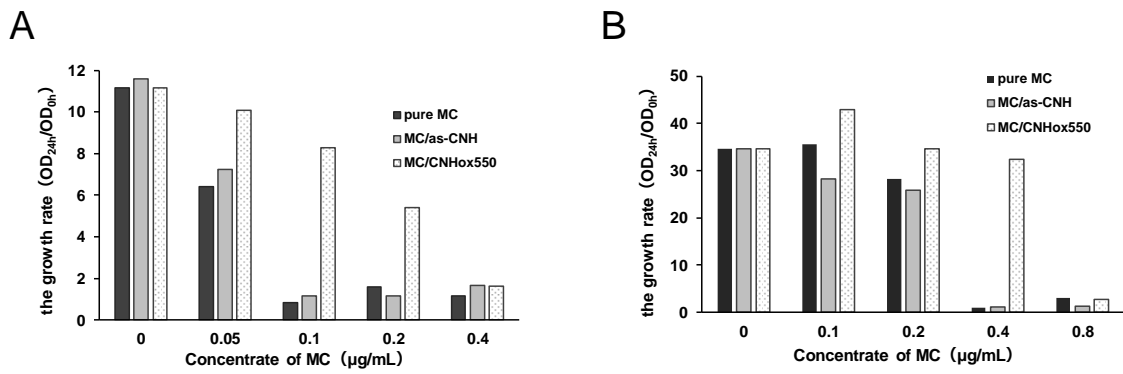 A
the growth rate（OD24h/OD0h）
12
10
8
6
4
2
0
pure MC
MC/as-CNH
MC/CNHox550
0 0.05 0.1 0.2 0.4
Concentrate of MC（µg/mL）
B
the growth rate（OD24h/OD0h）
50
40
30
20
10
0
pure MC
MC/as-CNH
MC/CNHox550
0 0.1 0.2 0.4 0.8
Concentrate of MC（µg/mL）